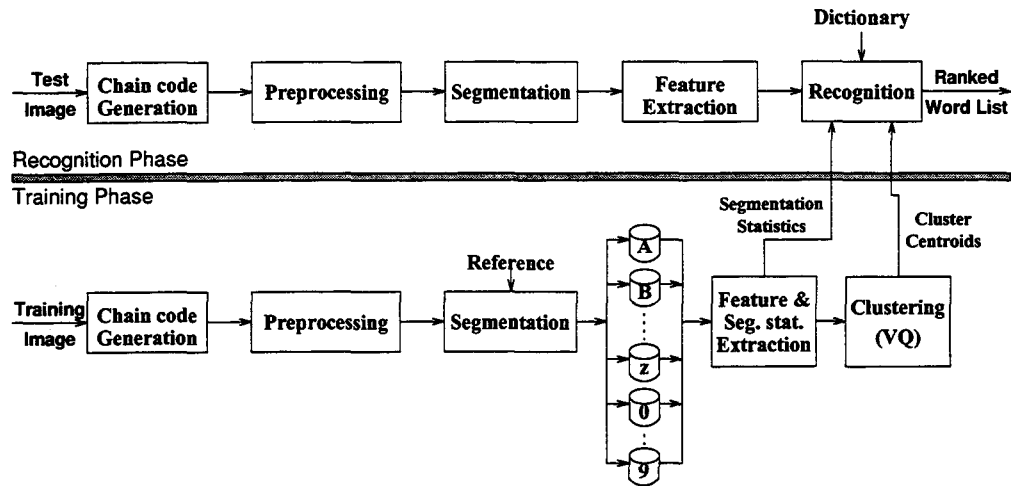 Dictionary
Test
Image
Chain code
Generation
Preprocessing
Segmentation
Feature
Extraction
Recognition
Ranked
Word List
Recognition Phase
Training Phase
Segmentation
Statistics
Cluster
Centroids
Reference
Training
Image
Chain code
Generation
Preprocessing
Segmentation
A
B
z
0
9
Feature &
Seg. stat.
Extraction
Clustering
(VQ)